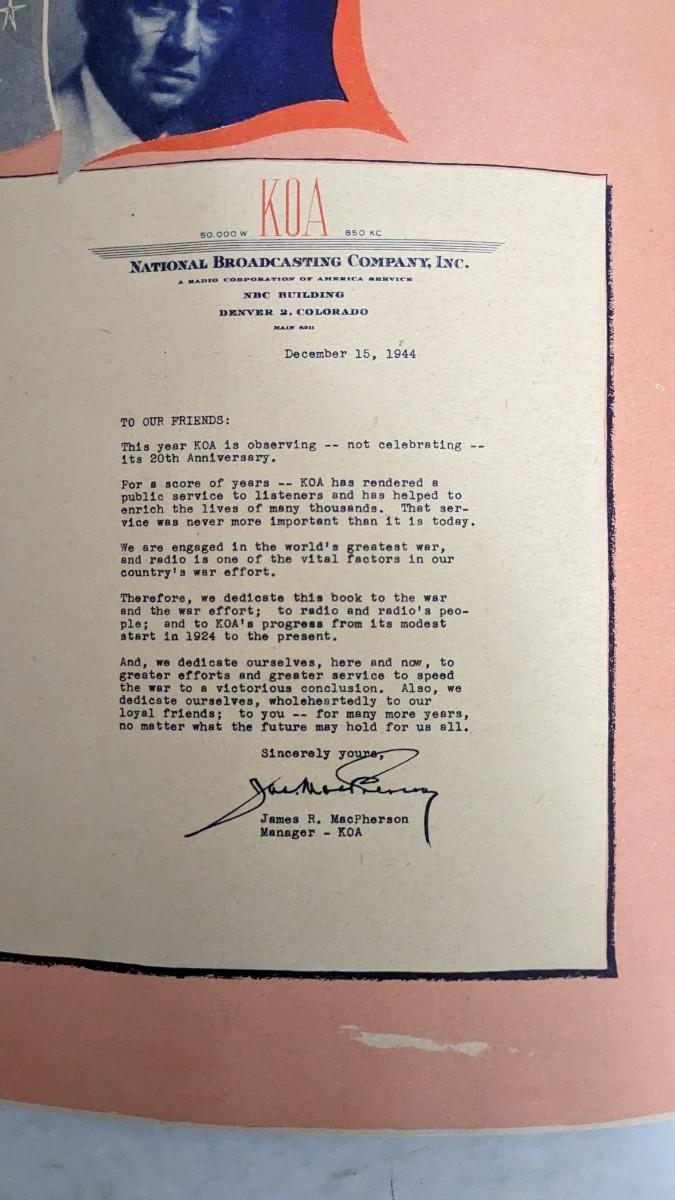 KOA
50.000 W 850 KC
NATIONAL BROADCASTING COMPANY, INC.
A RADIO CORPORATION OF AMERICA SERVICE
NBC BUILDING
DENVER 2, COLORADO
MAIN 6211
December 15, 1944
TO OUR FRIENDS:
This year KOA is observing -- not celebrating --
its 20th Anniversary.
For a score of years -- KOA has rendered a
public service to listeners and has helped to
enrich the lives of many thousands. That ser-
vice was never more important than it is today.
We are engaged in the world's greatest war,
and radio is one of the vital factors in our
country's war effort.
Therefore, we dedicate this book to the war
and the war effort; to radio and radio's peo-
ple; and to KOA's progress from its modest
start in 1924 to the present.
And, we dedicate ourselves, here and now, to
greater efforts and greater service to speed
the war to a victorious conclusion. Also, we
dedicate ourselves, wholeheartedly to our
loyal friends; to you -- for many more years,
no matter what the future may hold for us all.
Sincerely yours,
Jas. MacPherson
James R. MacPherson
Manager - KOA